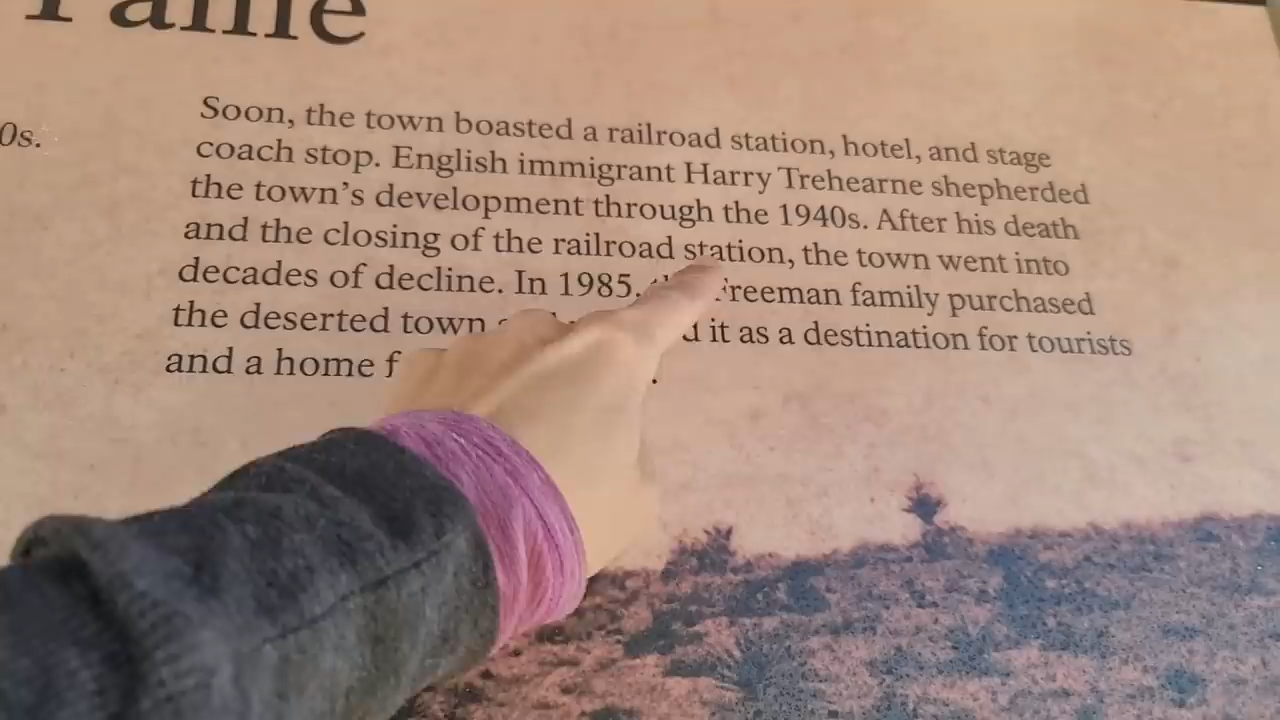 0s.
Soon, the town boasted a railroad station, hotel, and stage
coach stop. English immigrant Harry Trehearne shepherded
the town's development through the 1940s. After his death
and the closing of the railroad station, the town went into
decades of decline. In 1985, Freeman family purchased
the deserted town it as a destination for tourists
and a home